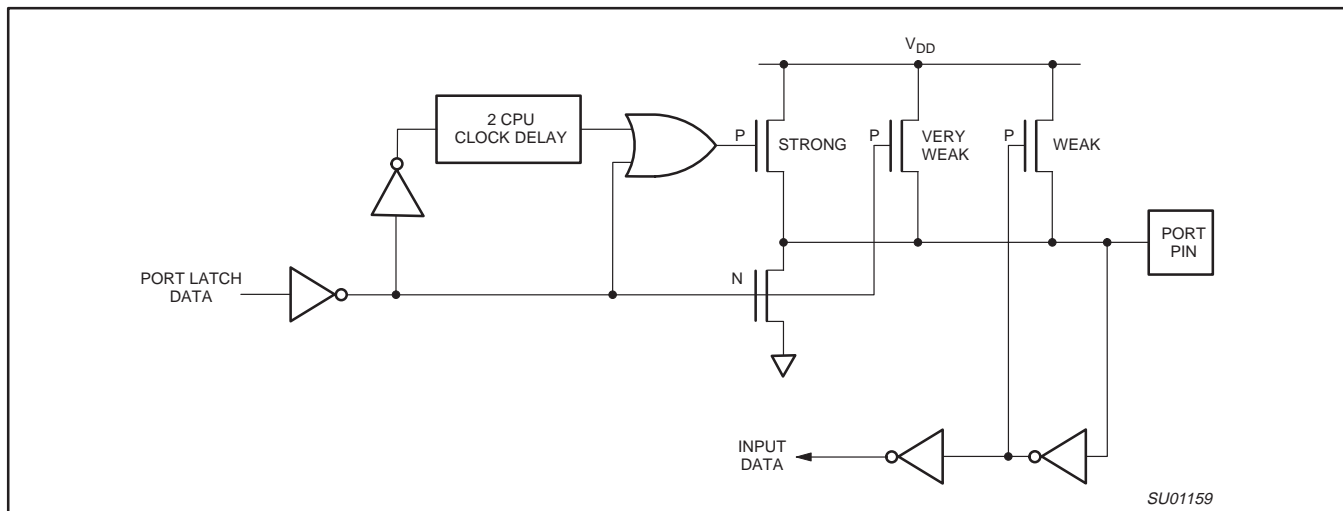 V_DD
2 CPU
CLOCK DELAY
P
STRONG
P
VERY
WEAK
P
WEAK
PORT
PIN
PORT LATCH
DATA
N
INPUT
DATA
SU01159